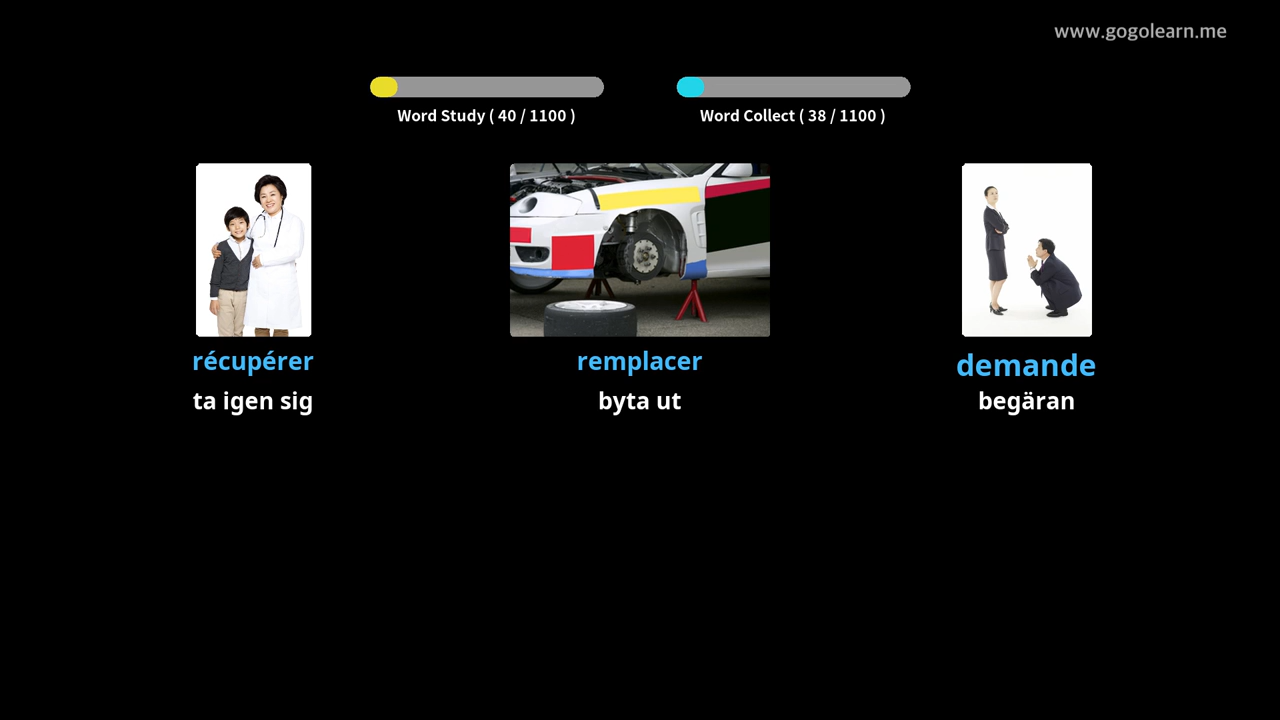 www.gogolearn.me
Word Study ( 40 / 1100 )
Word Collect ( 38 / 1100 )
récupérer
remplacer
demande
ta igen sig
byta ut
begäran